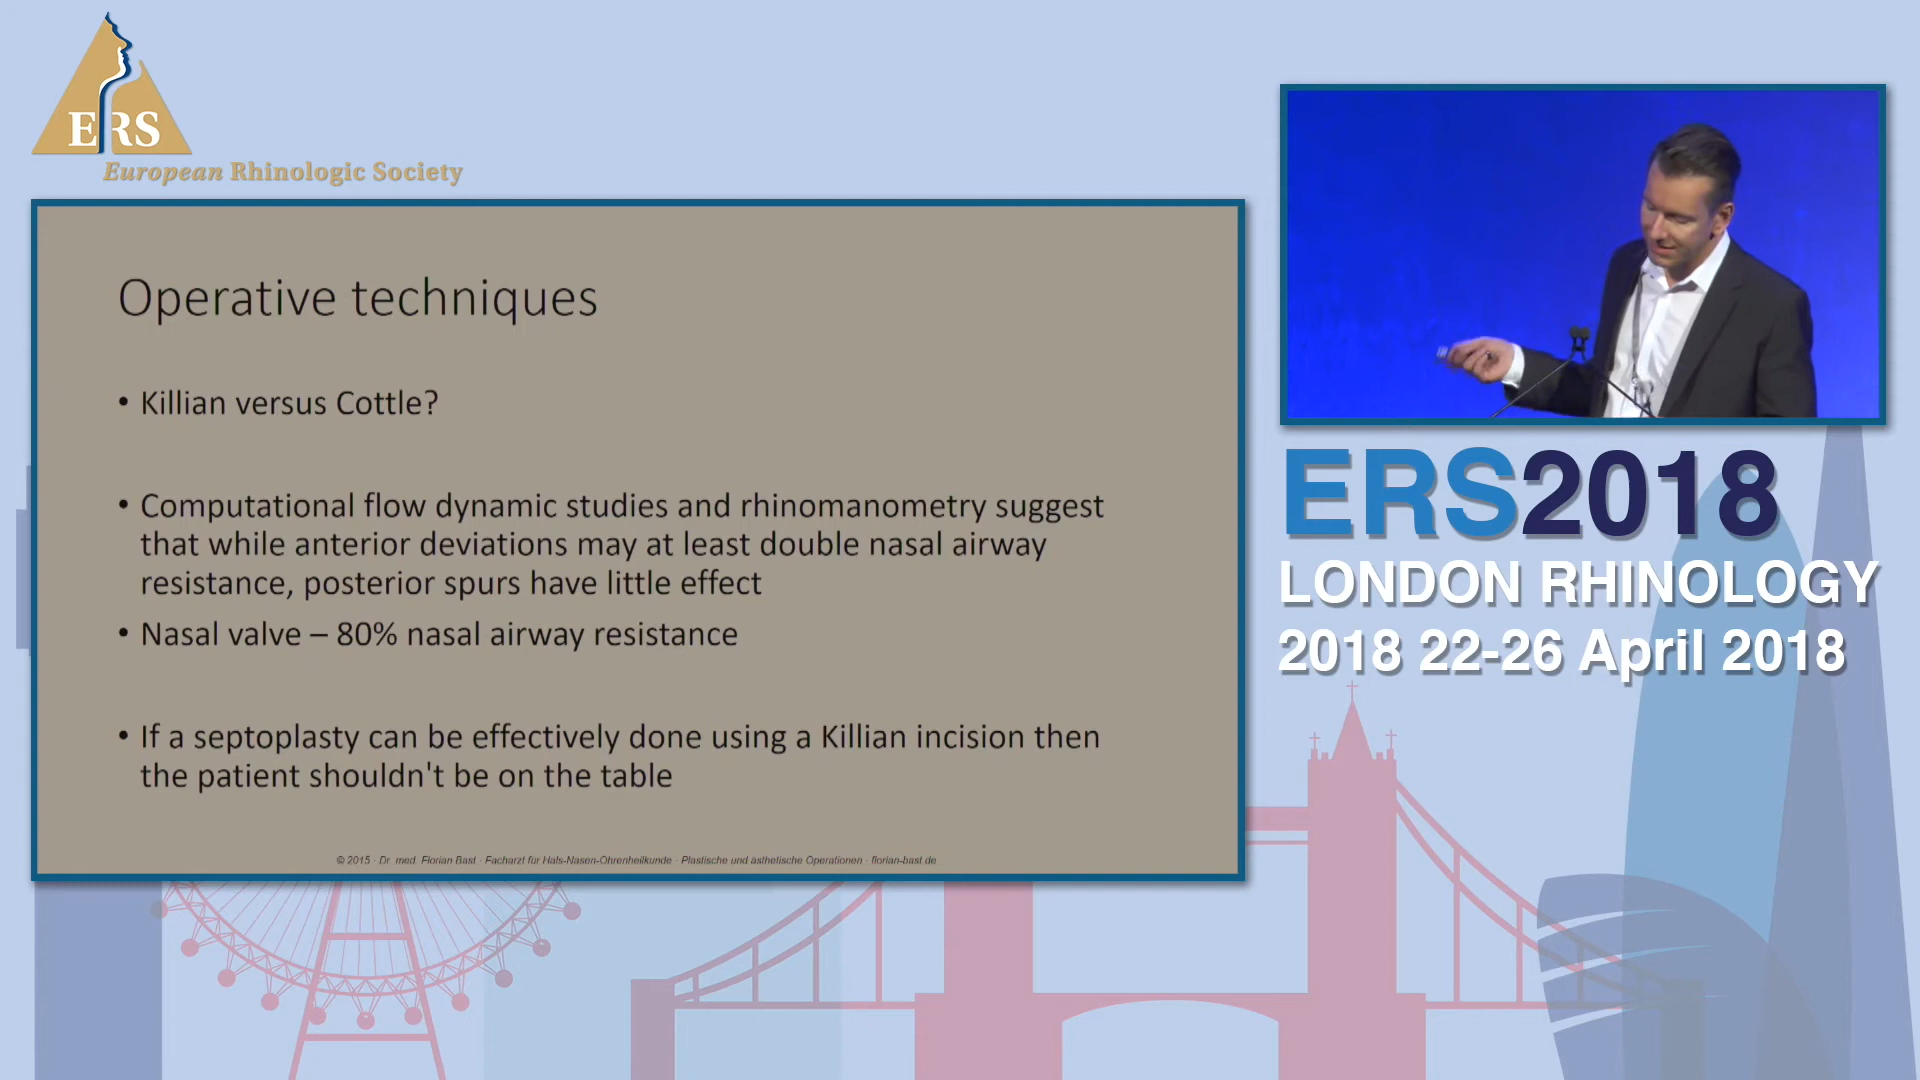 ERS
European Rhinologic Society
Operative techniques
• Killian versus Cottle?
• Computational flow dynamic studies and rhinomanometry suggest
that while anterior deviations may at least double nasal airway
resistance, posterior spurs have little effect
• Nasal valve – 80% nasal airway resistance
• If a septoplasty can be effectively done using a Killian incision then
the patient shouldn't be on the table
© 2015 · Dr. med. Florian Bast · Facharzt für Hals-Nasen-Ohrenheilkunde · Plastische und ästhetische Operationen · florian-bast.de
ERS2018
LONDON RHINOLOGY
2018 22-26 April 2018